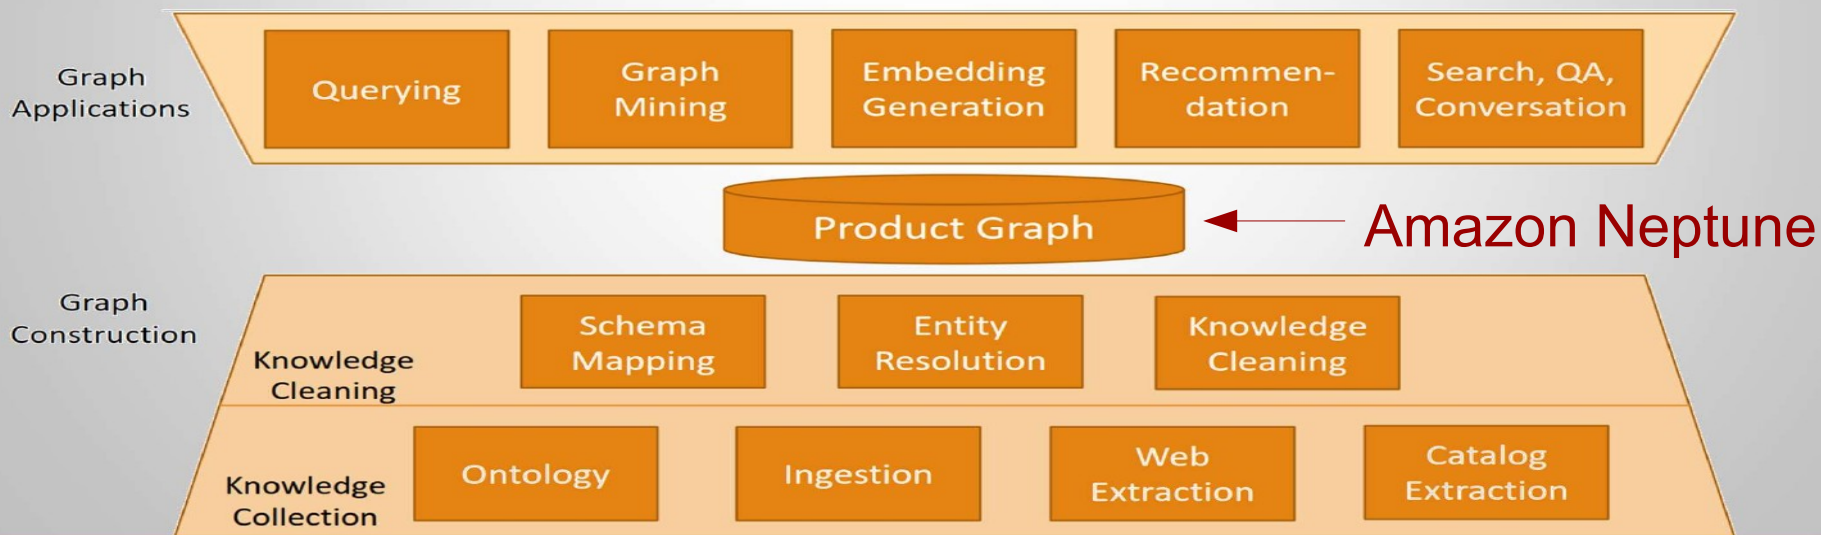 Graph
Applications
Querying
Graph
Mining
Embedding
Generation
Recommen-
dation
Search, QA,
Conversation
Product Graph
Amazon Neptune
Graph
Construction
Knowledge
Cleaning
Schema
Mapping
Entity
Resolution
Knowledge
Cleaning
Knowledge
Collection
Ontology
Ingestion
Web
Extraction
Catalog
Extraction